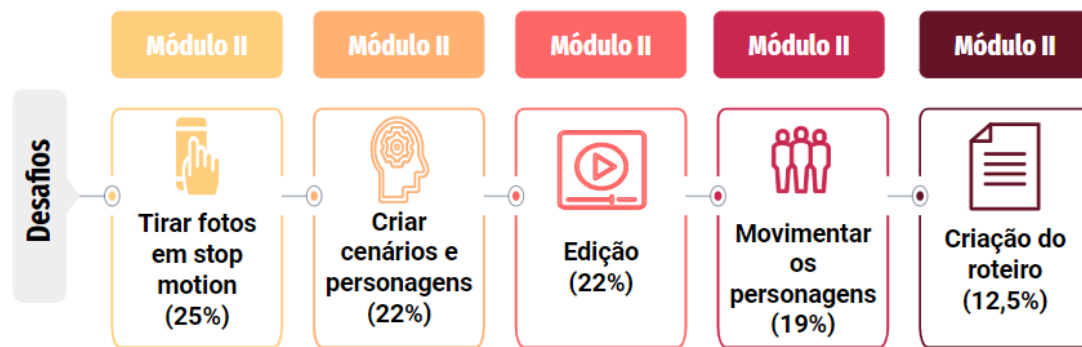 Módulo II
Módulo II
Módulo II
Módulo II
Módulo II
Desafios
Tirar fotos
em stop
motion
(25%)
Criar
cenários e
personagens
(22%)
Edição
(22%)
Movimentar
os
personagens
(19%)
Criação do
roteiro
(12,5%)